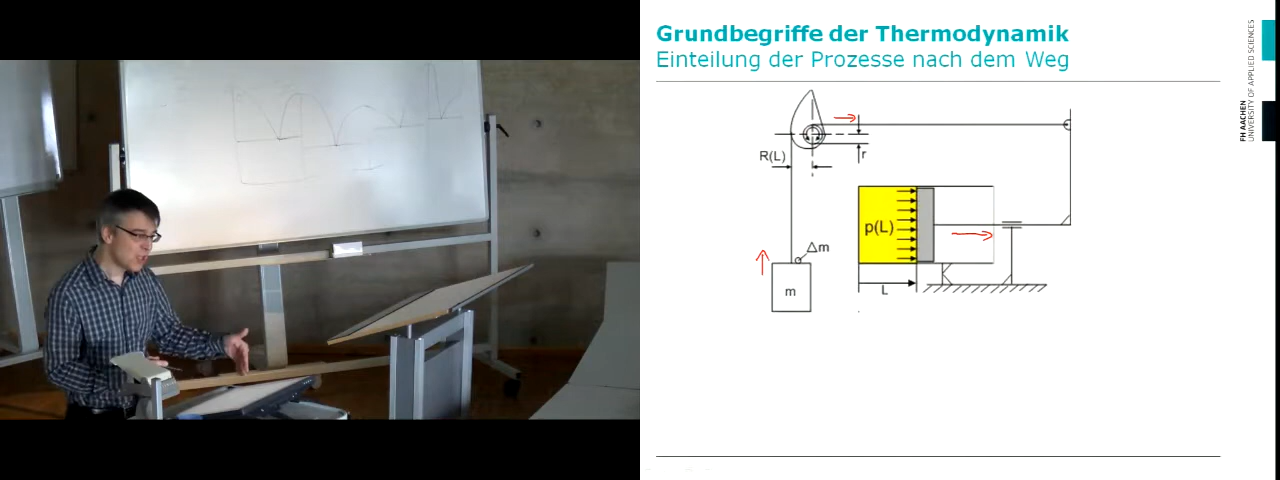 Grundbegriffe der Thermodynamik
Einteilung der Prozesse nach dem Weg
FH AACHEN
UNIVERSITY OF APPLIED SCIENCES
R(L)
r
p(L)
Δm
m
L